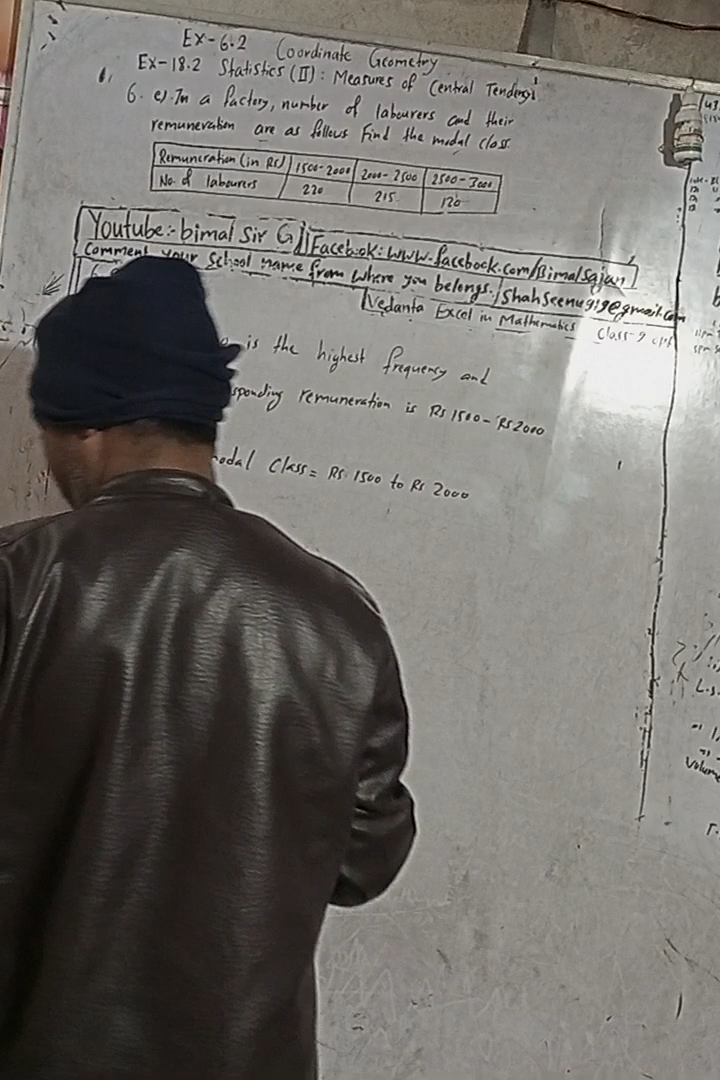 Ex-6.2 Coordinate Geometry
Ex-18.2 Statistics (II): Measures of Central Tendency
6. e). In a factory, number of labourers and their
remuneration are as follows Find the modal class.
Remuneration (in Rs) 1500-2000 2000-2500 2500-3000
No. of labourers 220 215 120
Youtube:- bimal Sir G Facebook: www.facebook.com/BimalSajan
Comment your School name from where you belongs. / Shahseenu919@gmail.com
Vedanta Excel in Mathematics Class-9
is the highest frequency and
sponding remuneration is Rs 1500 - Rs 2000
odal Class = Rs. 1500 to Rs 2000
L.S.
Volume